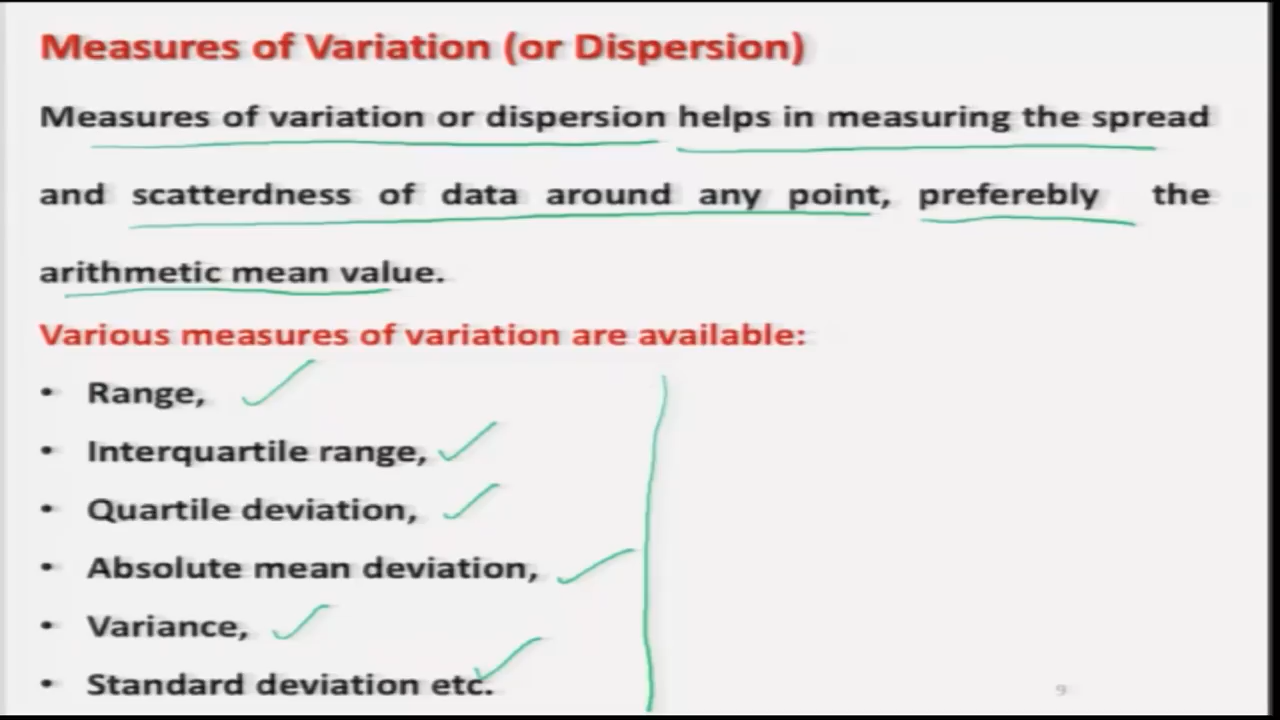 Measures of Variation (or Dispersion)
Measures of variation or dispersion helps in measuring the spread
and scatterdness of data around any point, preferebly the
arithmetic mean value.
Various measures of variation are available:
• Range,
• Interquartile range,
• Quartile deviation,
• Absolute mean deviation,
• Variance,
• Standard deviation etc.
9